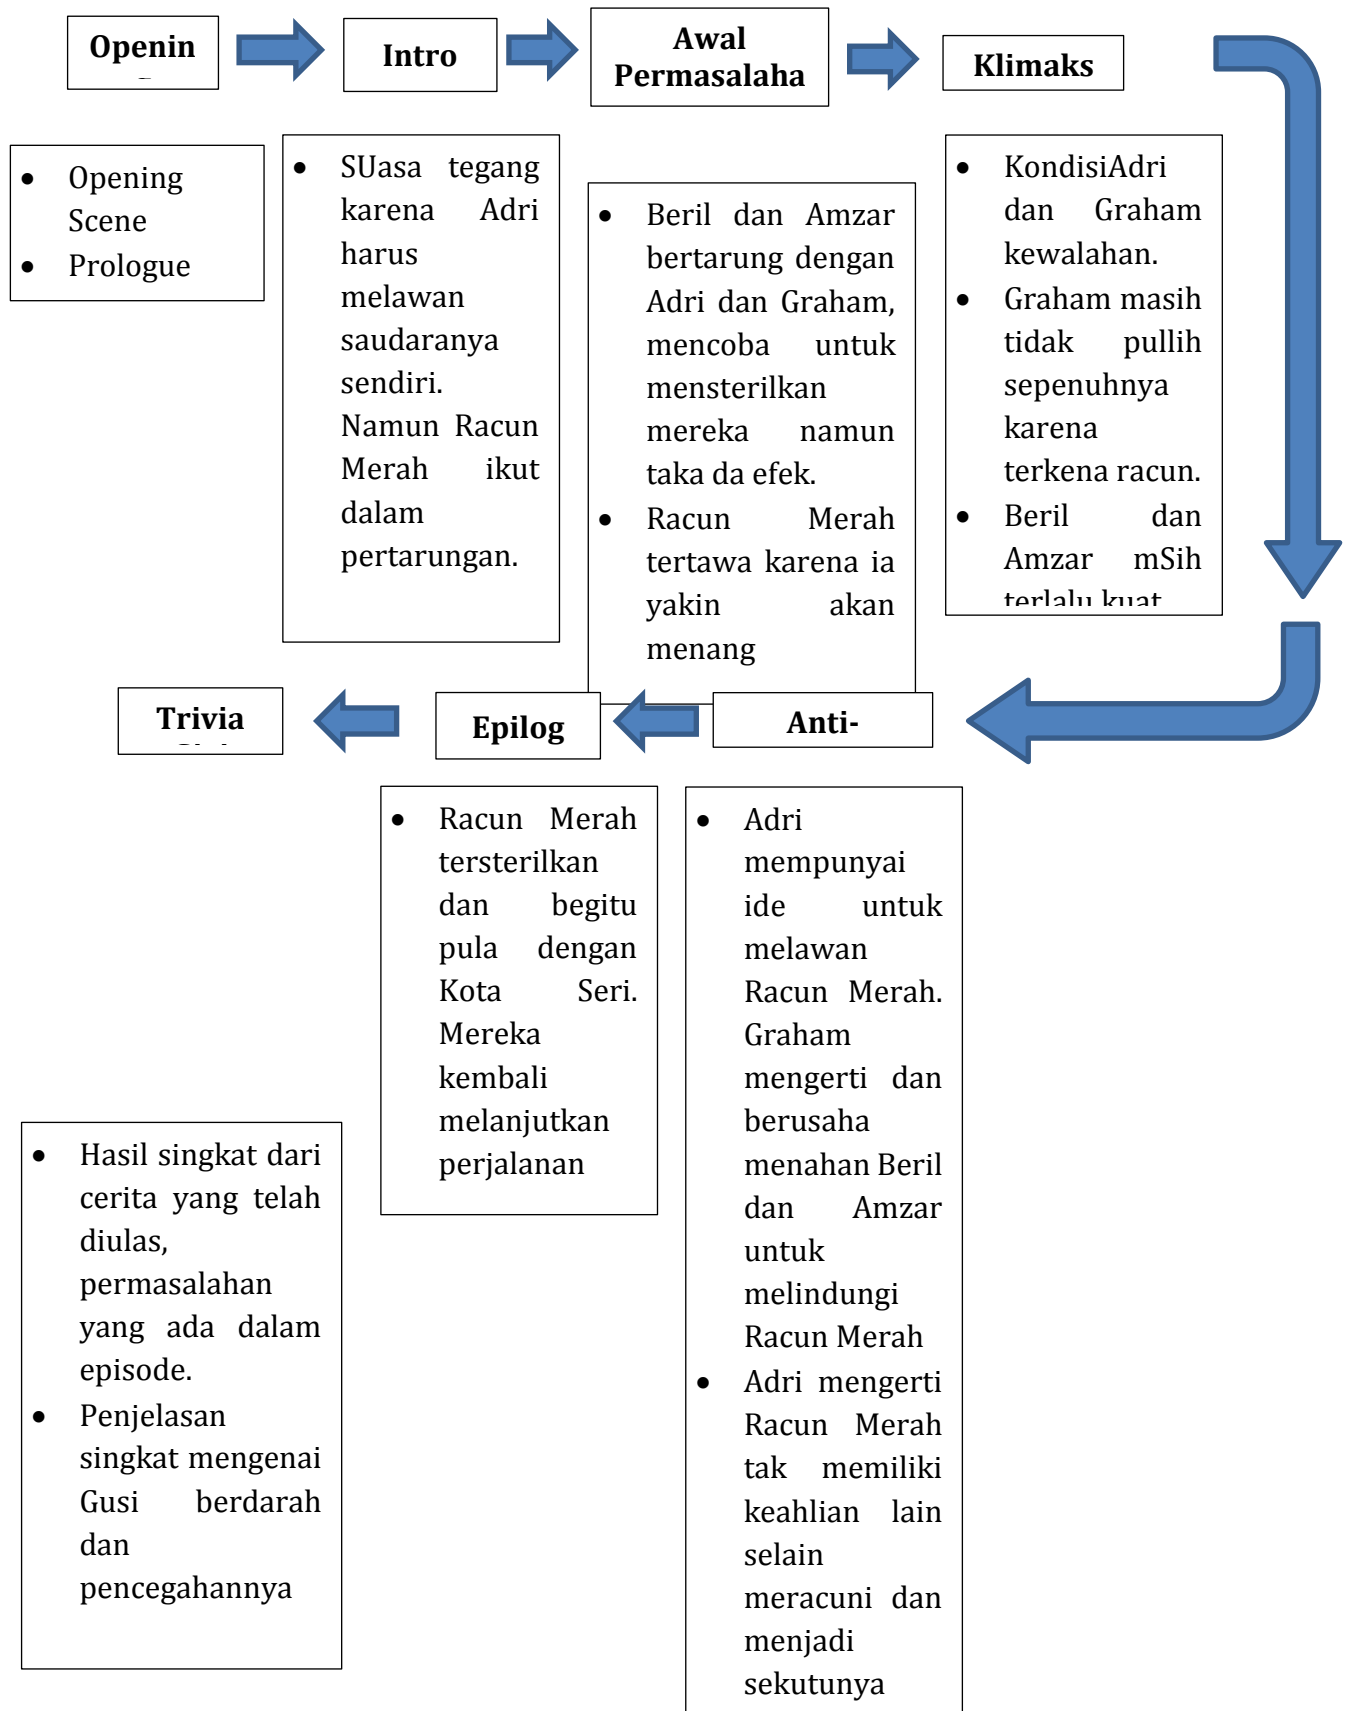 Openin
Intro
Awal
Permasalaha
Klimaks
• Opening
Scene
• Prologue
• SUasa tegang
karena Adri
harus
melawan
saudaranya
sendiri.
Namun Racun
Merah ikut
dalam
pertarungan.
• Beril dan Amzar
bertarung dengan
Adri dan Graham,
mencoba untuk
mensterilkan
mereka namun
taka da efek.
• Racun Merah
tertawa karena ia
yakin akan
menang
• KondisiAdri
dan Graham
kewalahan.
• Graham masih
tidak pullih
sepenuhnya
karena
terkena racun.
• Beril dan
Amzar mSih
terlalu kuat
Trivia
Epilog
Anti-
• Racun Merah
tersterilkan
dan begitu
pula dengan
Kota Seri.
Mereka
kembali
melanjutkan
perjalanan
• Adri
mempunyai
ide untuk
melawan
Racun Merah.
Graham
mengerti dan
berusaha
menahan Beril
dan Amzar
untuk
melindungi
Racun Merah
• Adri mengerti
Racun Merah
tak memiliki
keahlian lain
selain
meracuni dan
menjadi
sekutunya
• Hasil singkat dari
cerita yang telah
diulas,
permasalahan
yang ada dalam
episode.
• Penjelasan
singkat mengenai
Gusi berdarah
dan
pencegahannya